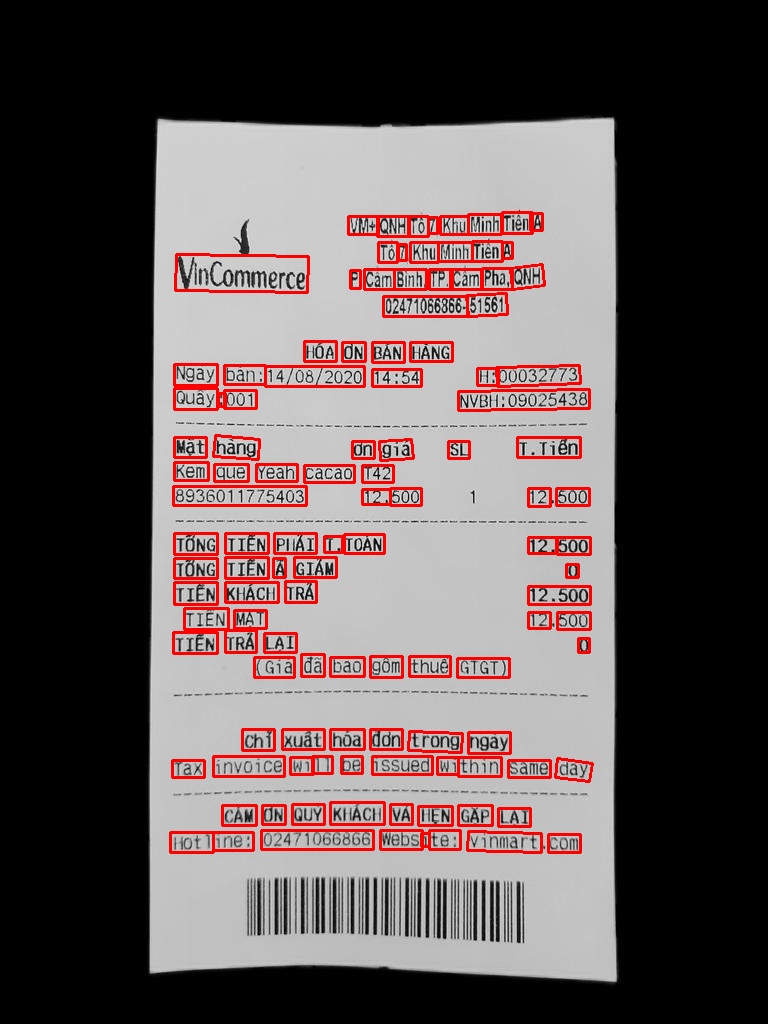 VM+ QNH Tổ 7 Khu Minh Tiến A
Tổ 7 Khu Minh Tiến A
P Cẩm Bình, TP. Cẩm Phả, QNH
VinCommerce
02471066866-51561
HÓA ĐƠN BÁN HÀNG
Ngày bán:14/08/2020 14:54 HĐ:00032773
Quầy:001 NVBH:09025438
Mặt hàng Đơn giá SL T.Tiền
Kem que Yeah cacao T42
8936011775403 12.500 1 12.500
TỔNG TIỀN PHẢI T.TOÁN 12.500
TỔNG TIỀN ĐÃ GIẢM 0
TIỀN KHÁCH TRẢ 12.500
TIỀN MẶT 12.500
TIỀN TRẢ LẠI 0
(Giá đã bao gồm thuế GTGT)
Chỉ xuất hóa đơn trong ngày
Tax invoice will be issued within same day
CẢM ƠN QUÝ KHÁCH VÀ HẸN GẶP LẠI
Hotline: 02471066866 Website: vinmart.com